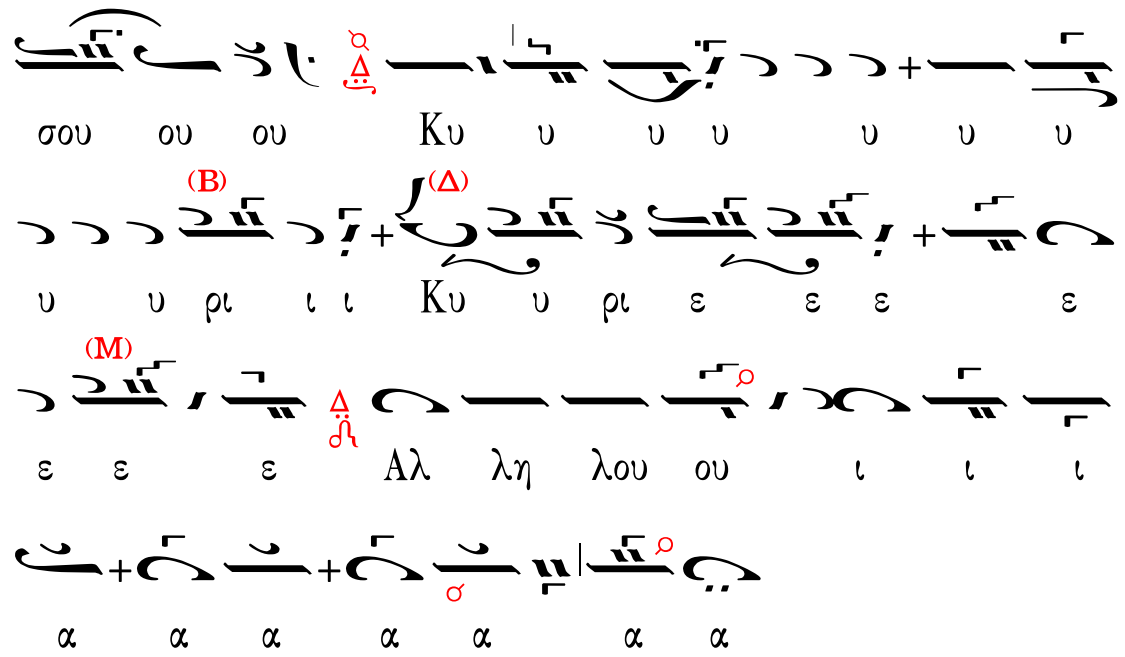 σου ου ου Δ Κυ υ υ υ υ υ υ
(Β) (Δ)
υ υ ρι ι ι Κυ υ ρι ε ε ε ε
(Μ)
ε ε ε Δ Αλ λη λου ου ι ι ι
α α α α α α α